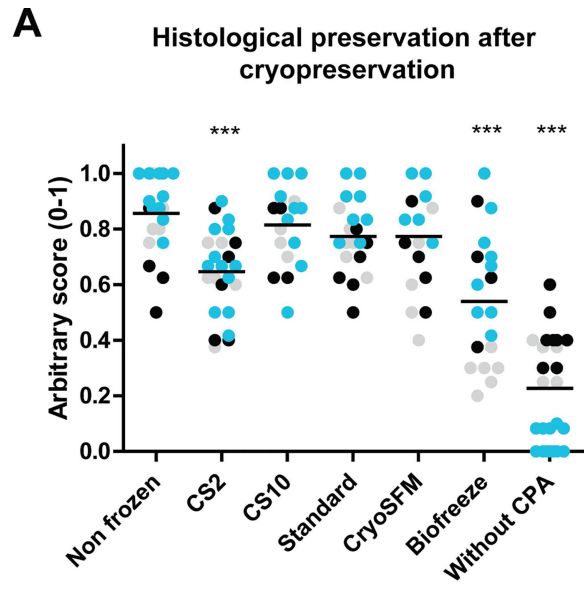 A
Histological preservation after
cryopreservation
*** *** ***
Arbitrary score (0-1)
1.0
0.8
0.6
0.4
0.2
0.0
Non frozen
CS2
CS10
Standard
CryoSFM
Biofreeze
Without CPA